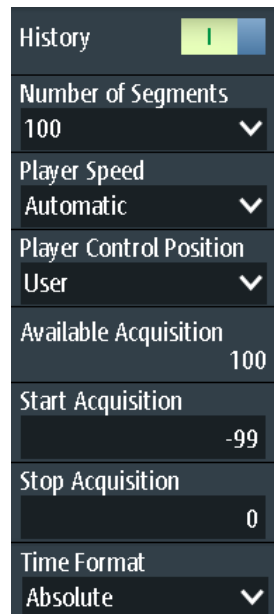 History
Number of Segments
100
Player Speed
Automatic
Player Control Position
User
Available Acquisition
100
Start Acquisition
-99
Stop Acquisition
0
Time Format
Absolute